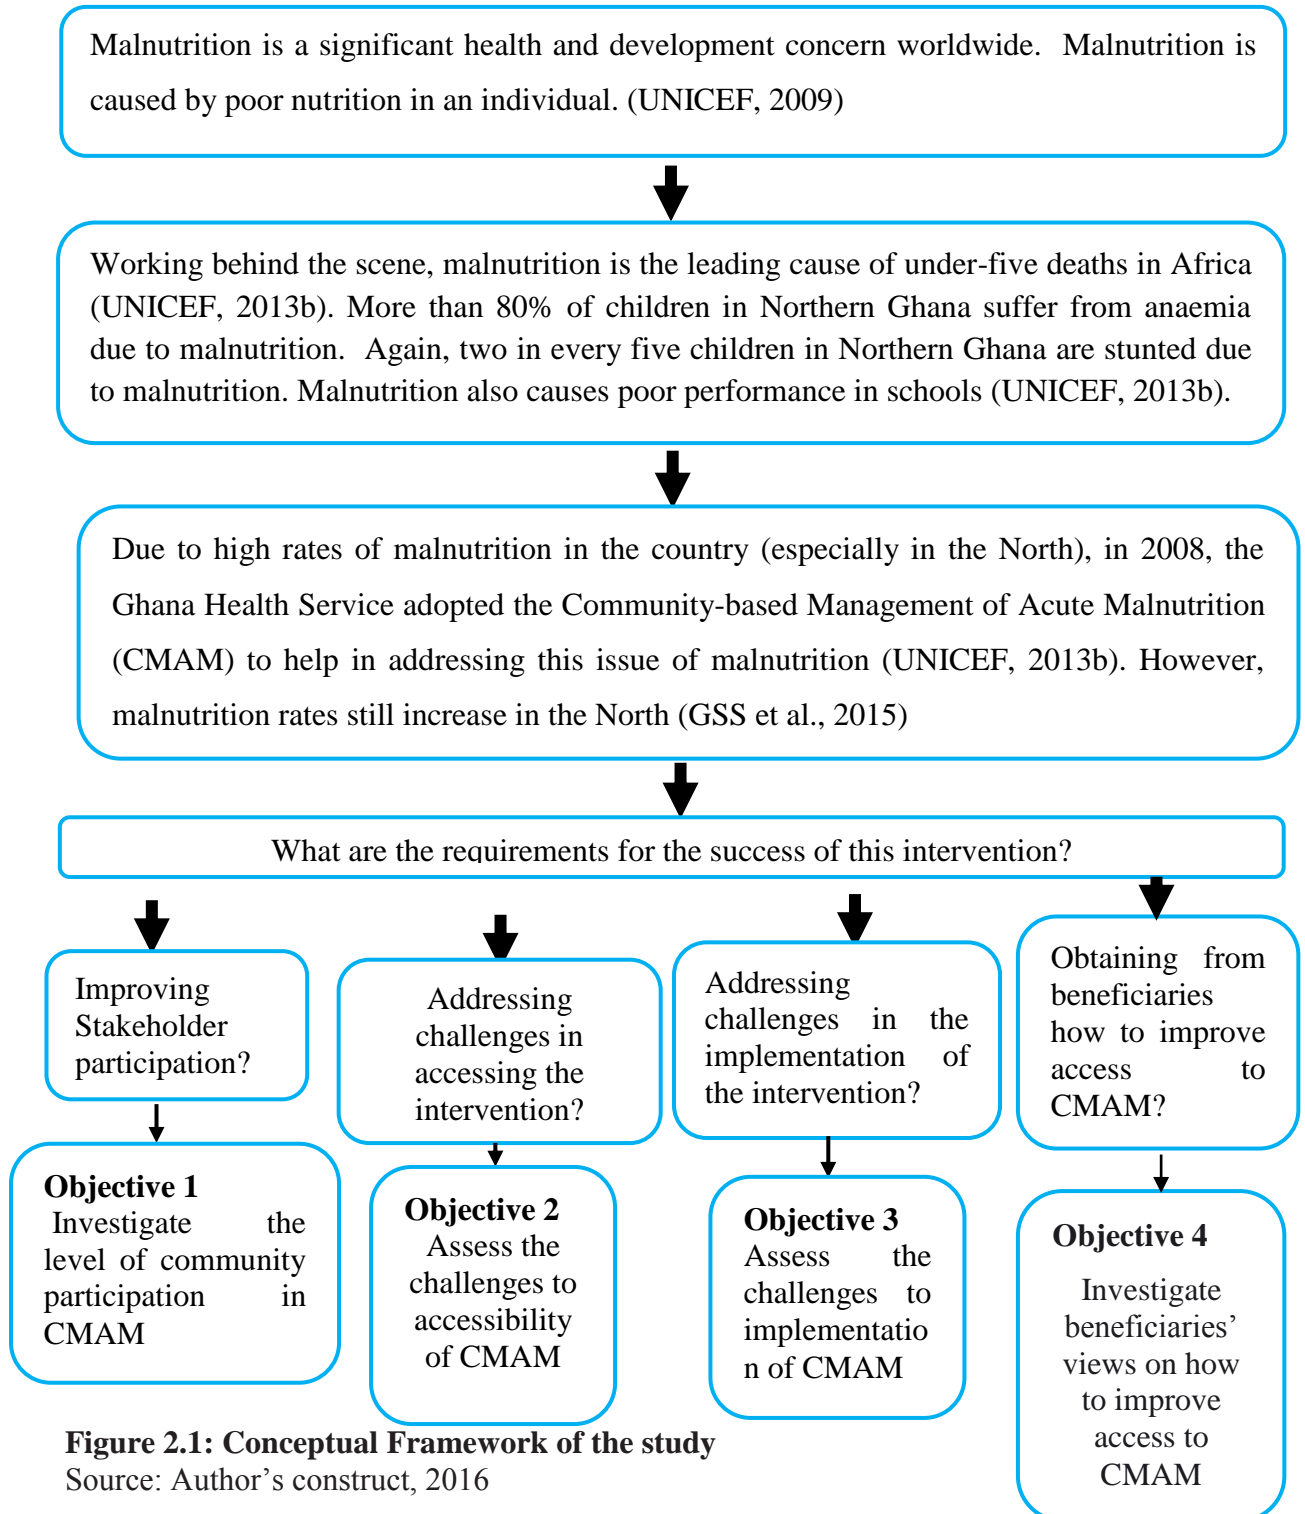 Malnutrition is a significant health and development concern worldwide. Malnutrition is
caused by poor nutrition in an individual. (UNICEF, 2009)
Working behind the scene, malnutrition is the leading cause of under-five deaths in Africa
(UNICEF, 2013b). More than 80% of children in Northern Ghana suffer from anaemia
due to malnutrition. Again, two in every five children in Northern Ghana are stunted due
to malnutrition. Malnutrition also causes poor performance in schools (UNICEF, 2013b).
Due to high rates of malnutrition in the country (especially in the North), in 2008, the
Ghana Health Service adopted the Community-based Management of Acute Malnutrition
(CMAM) to help in addressing this issue of malnutrition (UNICEF, 2013b). However,
malnutrition rates still increase in the North (GSS et al., 2015)
What are the requirements for the success of this intervention?
Improving
Stakeholder
participation?
Addressing
challenges in
accessing the
intervention?
Addressing
challenges in the
implementation of
the intervention?
Obtaining from
beneficiaries
how to improve
access to
CMAM?
Objective 1
Investigate the
level of community
participation in
CMAM
Objective 2
Assess the
challenges to
accessibility
of CMAM
Objective 3
Assess the
challenges to
implementatio
n of CMAM
Objective 4
Investigate
beneficiaries’
views on how
to improve
access to
CMAM
Figure 2.1: Conceptual Framework of the study
Source: Author’s construct, 2016